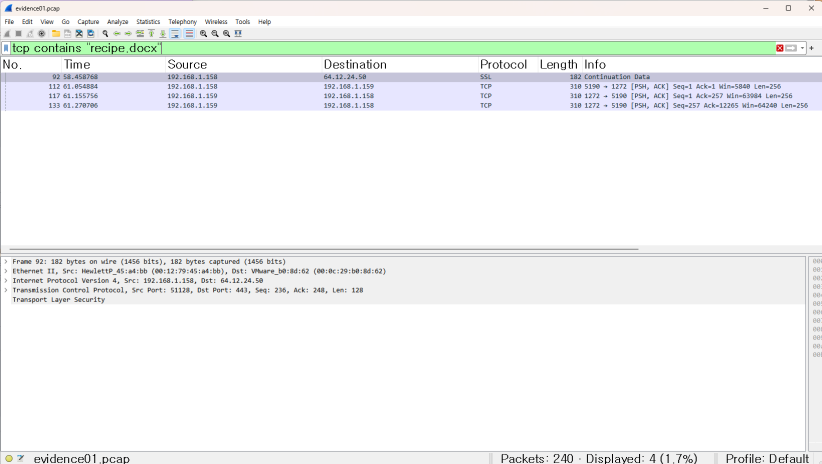 evidence01.pcap
File Edit View Go Capture Analyze Statistics Telephony Wireless Tools Help
tcp contains "recipe.docx"
No. Time Source Destination Protocol Length Info
92 58.458768 192.168.1.158 64.12.24.50 SSL 182 Continuation Data
112 61.054884 192.168.1.158 192.168.1.159 TCP 310 5190 → 1272 [PSH, ACK] Seq=1 Ack=1 Win=5840 Len=256
117 61.155756 192.168.1.159 192.168.1.158 TCP 310 1272 → 5190 [PSH, ACK] Seq=1 Ack=257 Win=63984 Len=256
133 61.270706 192.168.1.159 192.168.1.158 TCP 310 1272 → 5190 [PSH, ACK] Seq=257 Ack=12265 Win=64240 Len=256
Frame 92: 182 bytes on wire (1456 bits), 182 bytes captured (1456 bits)
Ethernet II, Src: HewlettP_45:a4:bb (00:12:79:45:a4:bb), Dst: VMware_b0:8d:62 (00:0c:29:b0:8d:62)
Internet Protocol Version 4, Src: 192.168.1.158, Dst: 64.12.24.50
Transmission Control Protocol, Src Port: 51128, Dst Port: 443, Seq: 236, Ack: 248, Len: 128
Transport Layer Security
evidence01.pcap
Packets: 240 · Displayed: 4 (1.7%)
Profile: Default